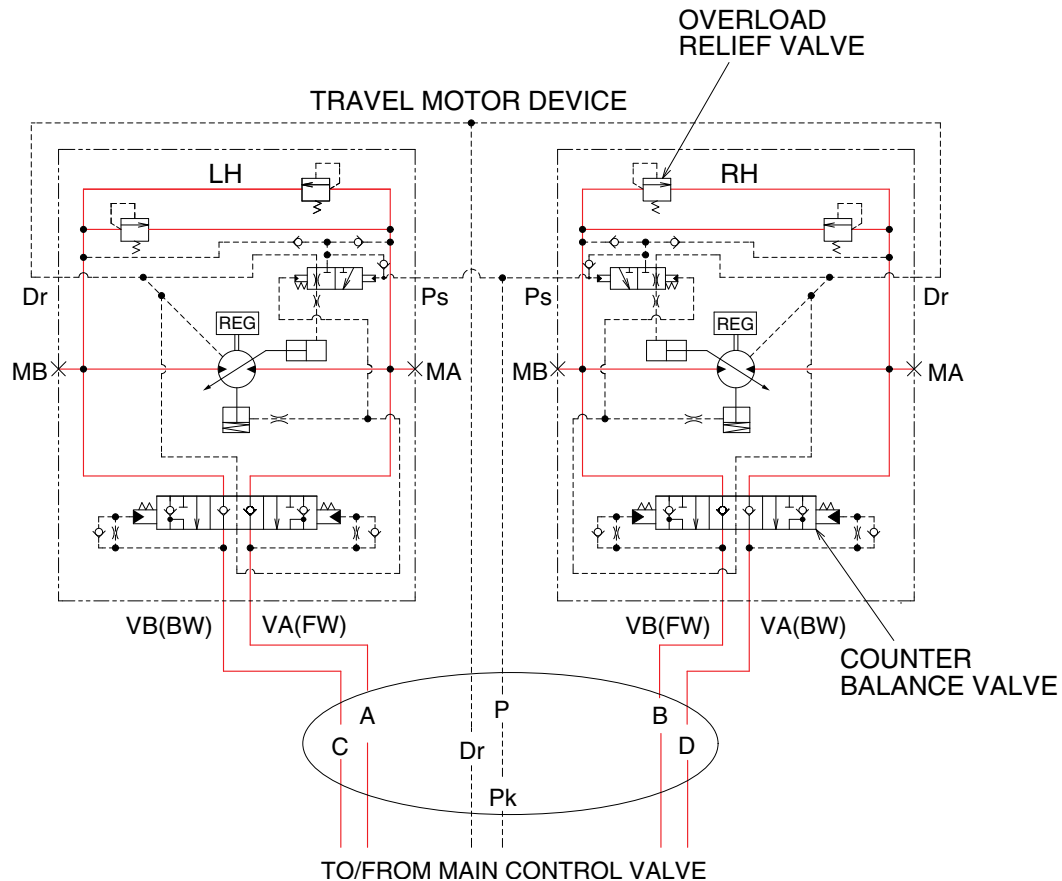 OVERLOAD
RELIEF VALVE
TRAVEL MOTOR DEVICE
LH
RH
Dr
Ps
Ps
Dr
REG
REG
MB
MA
MB
MA
VB(BW)
VA(FW)
VB(FW)
VA(BW)
COUNTER
BALANCE VALVE
A
P
B
C
Dr
D
Pk
TO/FROM MAIN CONTROL VALVE